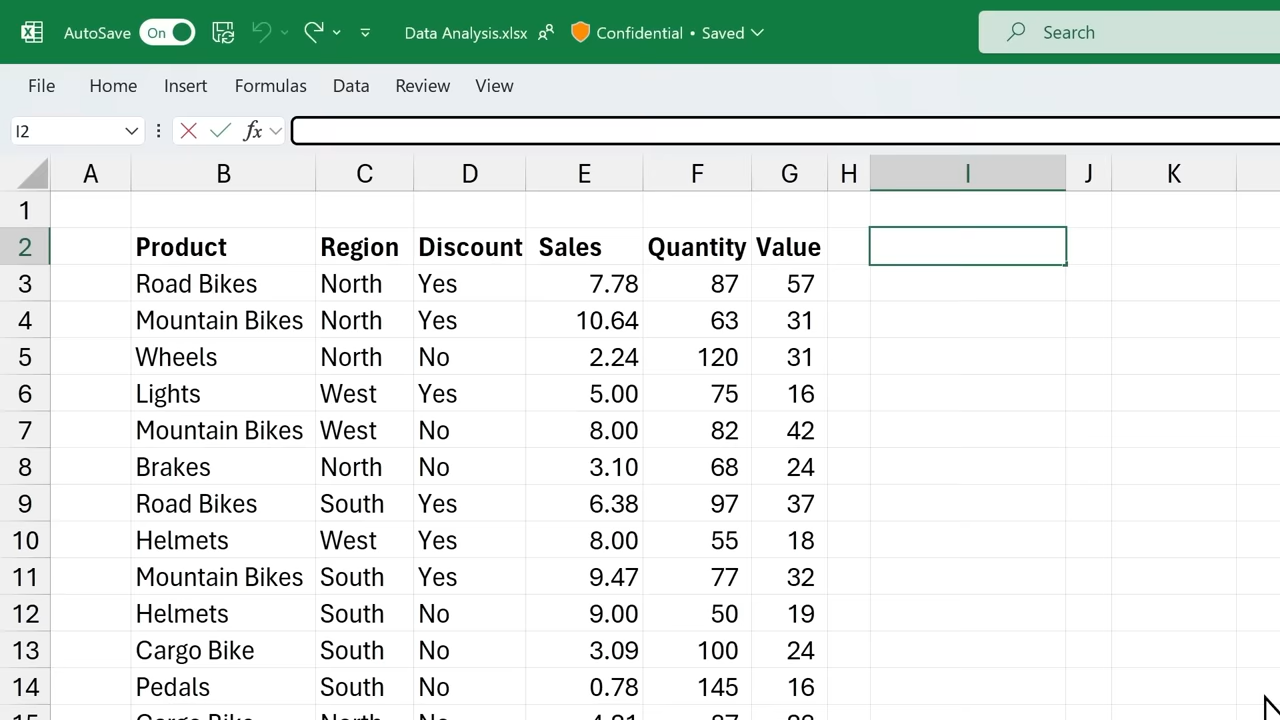 AutoSave On Data Analysis.xlsx Confidential • Saved Search
File Home Insert Formulas Data Review View
I2 fx
A B C D E F G H I J K
1
2 Product Region Discount Sales Quantity Value
3 Road Bikes North Yes 7.78 87 57
4 Mountain Bikes North Yes 10.64 63 31
5 Wheels North No 2.24 120 31
6 Lights West Yes 5.00 75 16
7 Mountain Bikes West No 8.00 82 42
8 Brakes North No 3.10 68 24
9 Road Bikes South Yes 6.38 97 37
10 Helmets West Yes 8.00 55 18
11 Mountain Bikes South Yes 9.47 77 32
12 Helmets South No 9.00 50 19
13 Cargo Bike South No 3.09 100 24
14 Pedals South No 0.78 145 16
15 Cargo Bike North No